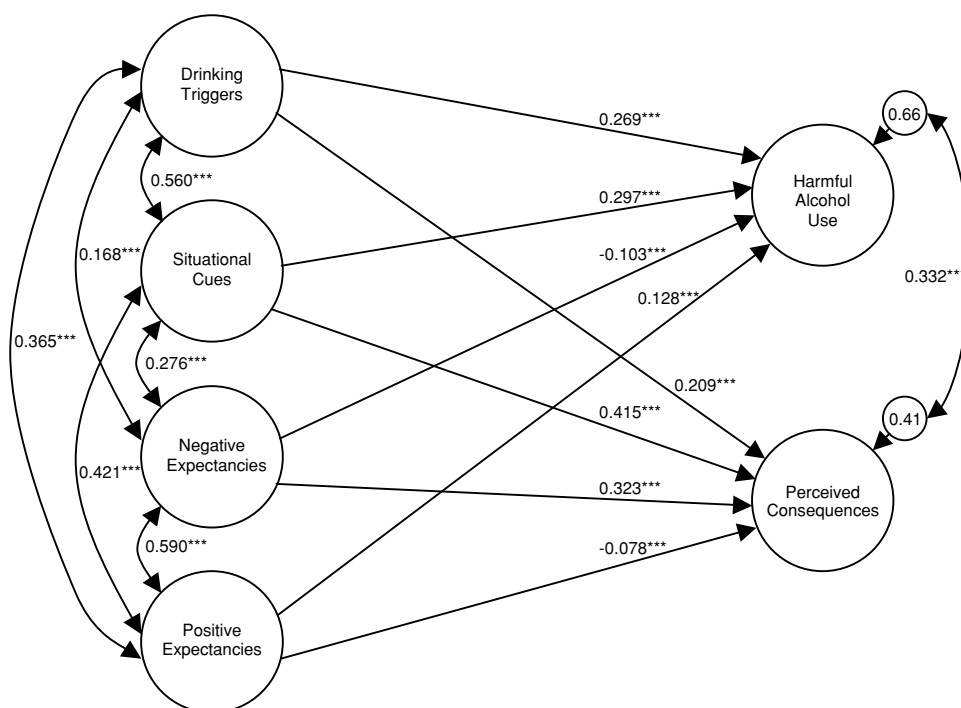 Drinking
Triggers
0.269***
0.66
Harmful
Alcohol
Use
0.560***
0.297***
Situational
Cues
0.168***
-0.103***
0.332***
0.128***
0.365***
0.276***
0.209***
0.415***
0.41
Negative
Expectancies
0.421***
0.323***
Perceived
Consequences
0.590***
-0.078***
Positive
Expectancies